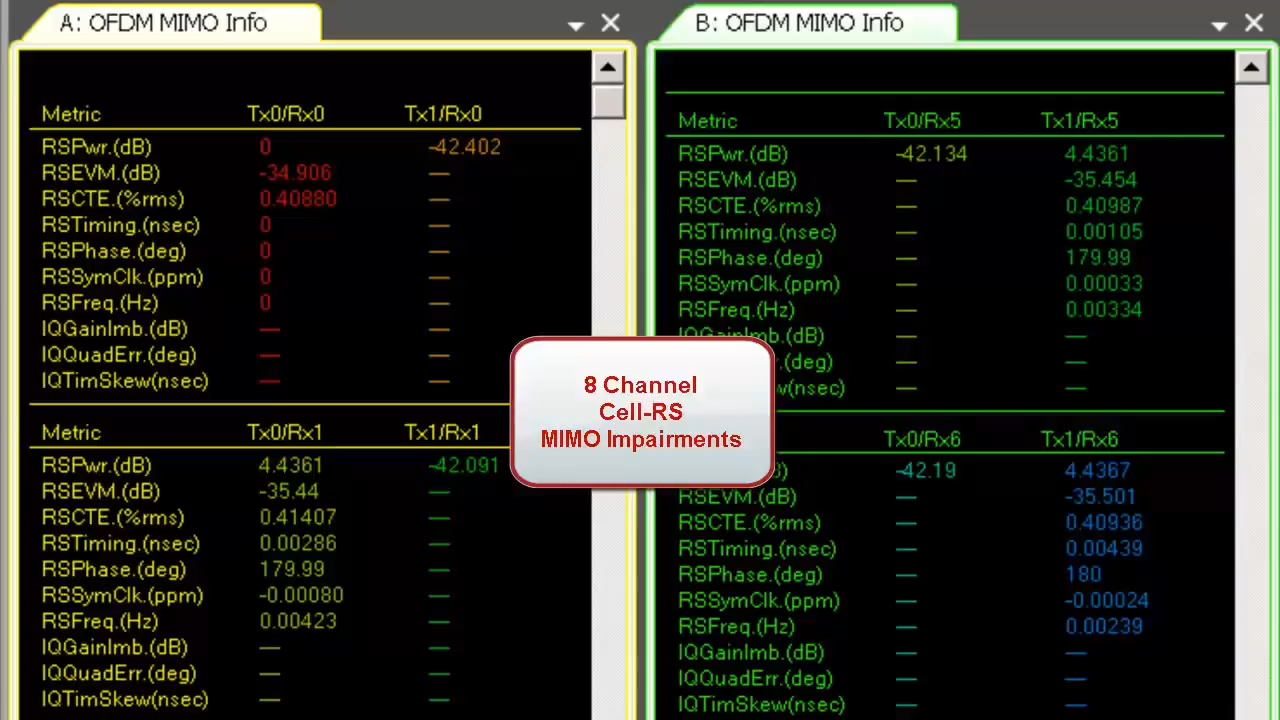 A: OFDM MIMO Info
Metric Tx0/Rx0 Tx1/Rx0
RSPwr.(dB) 0 -42.402
RSEVM.(dB) -34.906 —
RSCTE.(%rms) 0.40880 —
RSTiming.(nsec) 0 —
RSPhase.(deg) 0 —
RSSymClk.(ppm) 0 —
RSFreq.(Hz) 0 —
IQGainImb.(dB) — —
IQQuadErr.(deg) — —
IQTimSkew(nsec) — —
Metric Tx0/Rx1 Tx1/Rx1
RSPwr.(dB) 4.4361 -42.091
RSEVM.(dB) -35.44 —
RSCTE.(%rms) 0.41407 —
RSTiming.(nsec) 0.00286 —
RSPhase.(deg) 179.99 —
RSSymClk.(ppm) -0.00080 —
RSFreq.(Hz) 0.00423 —
IQGainImb.(dB) — —
IQQuadErr.(deg) — —
IQTimSkew(nsec) — —
8 Channel
Cell-RS
MIMO Impairments
B: OFDM MIMO Info
Metric Tx0/Rx5 Tx1/Rx5
RSPwr.(dB) -42.134 4.4361
RSEVM.(dB) — -35.454
RSCTE.(%rms) — 0.40987
RSTiming.(nsec) — 0.00105
RSPhase.(deg) — 179.99
RSSymClk.(ppm) — 0.00033
RSFreq.(Hz) — 0.00334
IQGainImb.(dB) — —
(deg) — —
(nsec) — —
Tx0/Rx6 Tx1/Rx6
-42.19 4.4367
RSEVM.(dB) — -35.501
RSCTE.(%rms) — 0.40936
RSTiming.(nsec) — 0.00439
RSPhase.(deg) — 180
RSSymClk.(ppm) — -0.00024
RSFreq.(Hz) — 0.00239
IQGainImb.(dB) — —
IQQuadErr.(deg) — —
IQTimSkew(nsec) — —